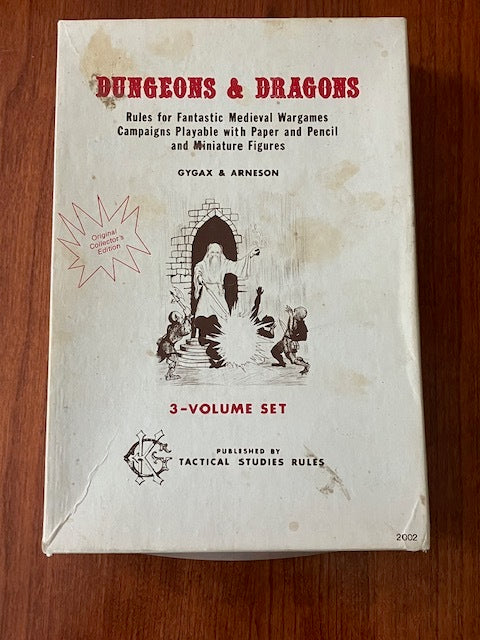 DUNGEONS & DRAGONS
Rules for Fantastic Medieval Wargames
Campaigns Playable with Paper and Pencil
and Miniature Figures
GYGAX & ARNESON
Original
Collector's
Edition
3-VOLUME SET
GK
PUBLISHED BY
TACTICAL STUDIES RULES
2002